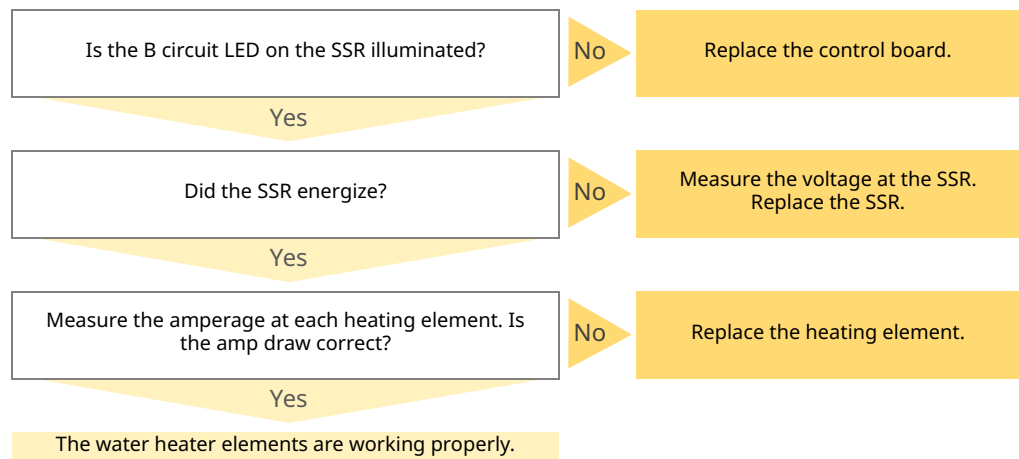 Is the B circuit LED on the SSR illuminated?
No
Replace the control board.
Yes
Did the SSR energize?
No
Measure the voltage at the SSR.
Replace the SSR.
Yes
Measure the amperage at each heating element. Is
the amp draw correct?
No
Replace the heating element.
Yes
The water heater elements are working properly.